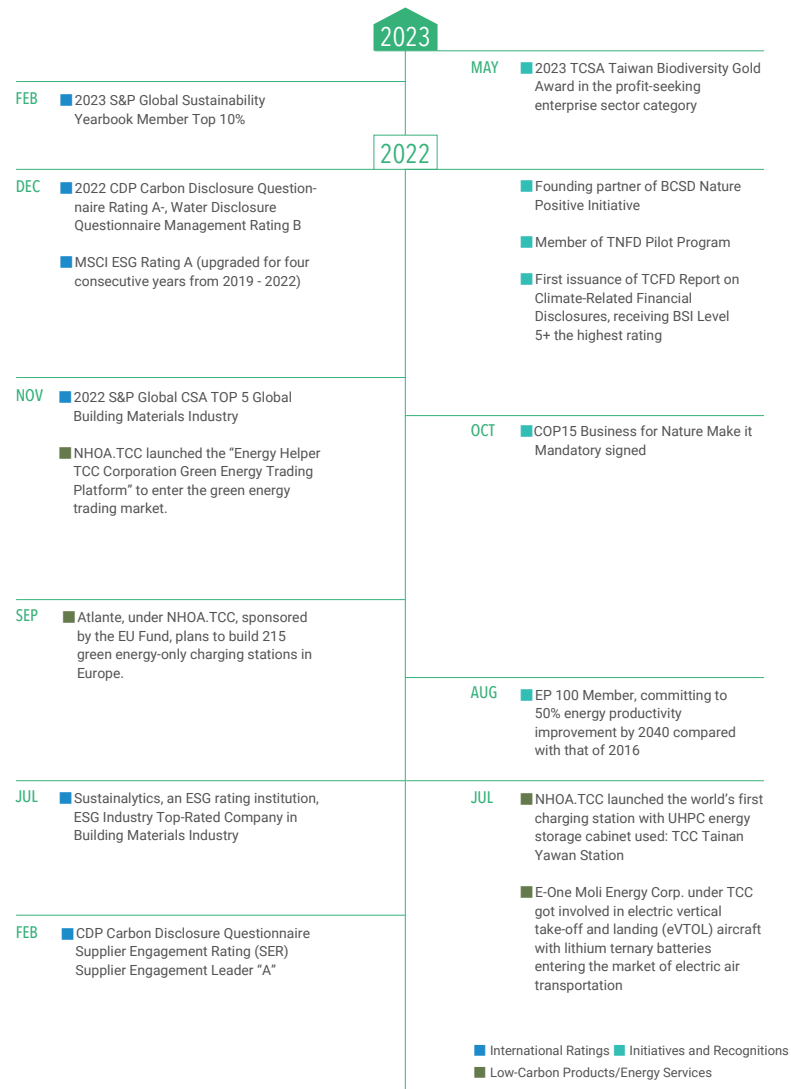 2023
MAY
2023 TCSA Taiwan Biodiversity Gold
Award in the profit-seeking
enterprise sector category
FEB
2023 S&P Global Sustainability
Yearbook Member Top 10%
2022
DEC
2022 CDP Carbon Disclosure Question-
naire Rating A-, Water Disclosure
Questionnaire Management Rating B
MSCI ESG Rating A (upgraded for four
consecutive years from 2019 - 2022)
Founding partner of BCSD Nature
Positive Initiative
Member of TNFD Pilot Program
First issuance of TCFD Report on
Climate-Related Financial
Disclosures, receiving BSI Level
5+ the highest rating
NOV
2022 S&P Global CSA TOP 5 Global
Building Materials Industry
NHOA.TCC launched the “Energy Helper
TCC Corporation Green Energy Trading
Platform” to enter the green energy
trading market.
OCT
COP15 Business for Nature Make it
Mandatory signed
SEP
Atlante, under NHOA.TCC, sponsored
by the EU Fund, plans to build 215
green energy-only charging stations in
Europe.
AUG
EP 100 Member, committing to
50% energy productivity
improvement by 2040 compared
with that of 2016
JUL
Sustainalytics, an ESG rating institution,
ESG Industry Top-Rated Company in
Building Materials Industry
JUL
NHOA.TCC launched the world’s first
charging station with UHPC energy
storage cabinet used: TCC Tainan
Yawan Station
E-One Moli Energy Corp. under TCC
got involved in electric vertical
take-off and landing (eVTOL) aircraft
with lithium ternary batteries
entering the market of electric air
transportation
FEB
CDP Carbon Disclosure Questionnaire
Supplier Engagement Rating (SER)
Supplier Engagement Leader “A”
International Ratings
Initiatives and Recognitions
Low-Carbon Products/Energy Services